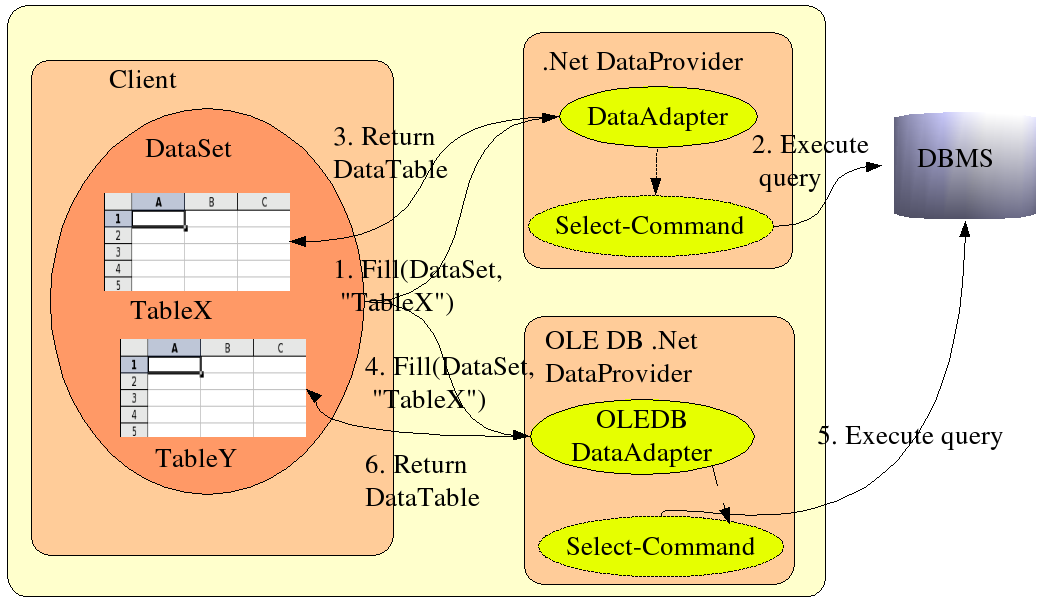 Client
DataSet
A B C
1
2
3
4
5
TableX
A B C
1
2
3
4
5
TableY
3. Return
DataTable
1. Fill(DataSet,
"TableX")
4. Fill(DataSet,
"TableX")
6. Return
DataTable
.Net DataProvider
DataAdapter
Select-Command
2. Execute
query
DBMS
OLE DB .Net
DataProvider
OLEDB
DataAdapter
Select-Command
5. Execute query